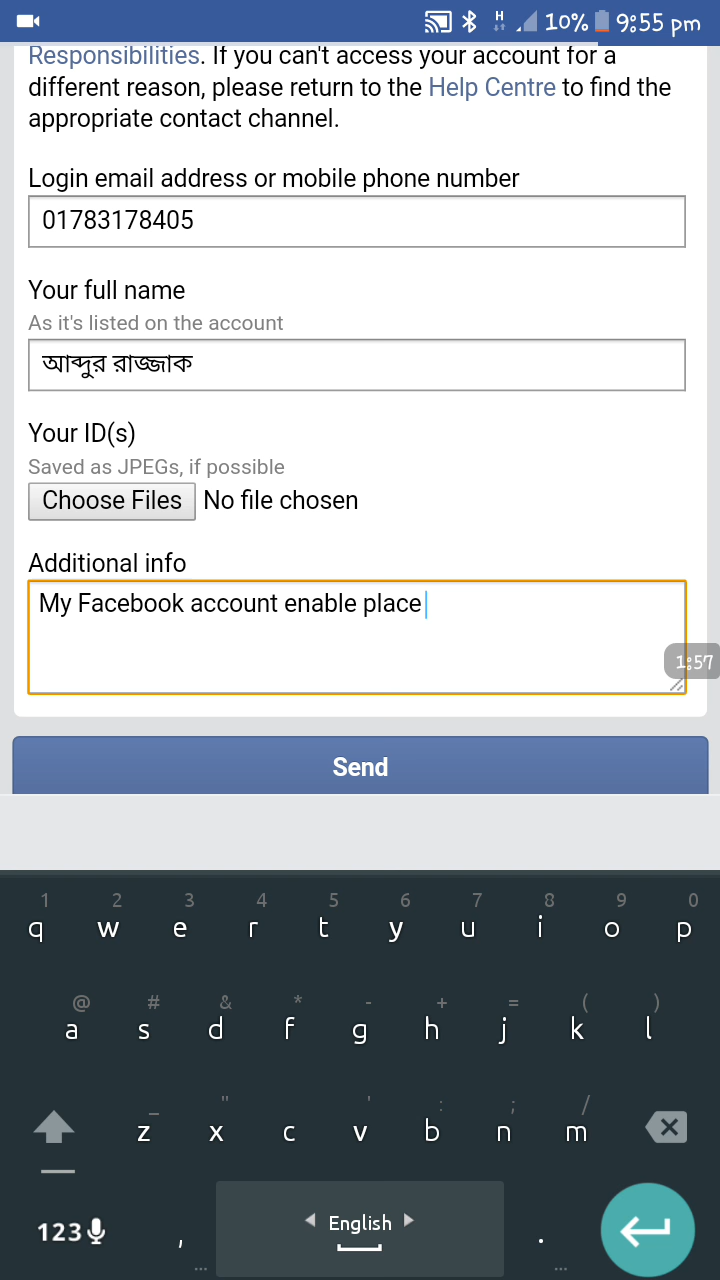 H 10% 9:55 pm
Responsibilities. If you can't access your account for a
different reason, please return to the Help Centre to find the
appropriate contact channel.
Login email address or mobile phone number
01783178405
Your full name
As it's listed on the account
আব্দুর রাজ্জাক
Your ID(s)
Saved as JPEGs, if possible
Choose Files No file chosen
Additional info
My Facebook account enable place
1:57
Send
1 2 3 4 5 6 7 8 9 0
q w e r t y u i o p
@ # & * - + = ( )
a s d f g h j k l
_ " ' : ; /
z x c v b n m
123 , English .
... ...